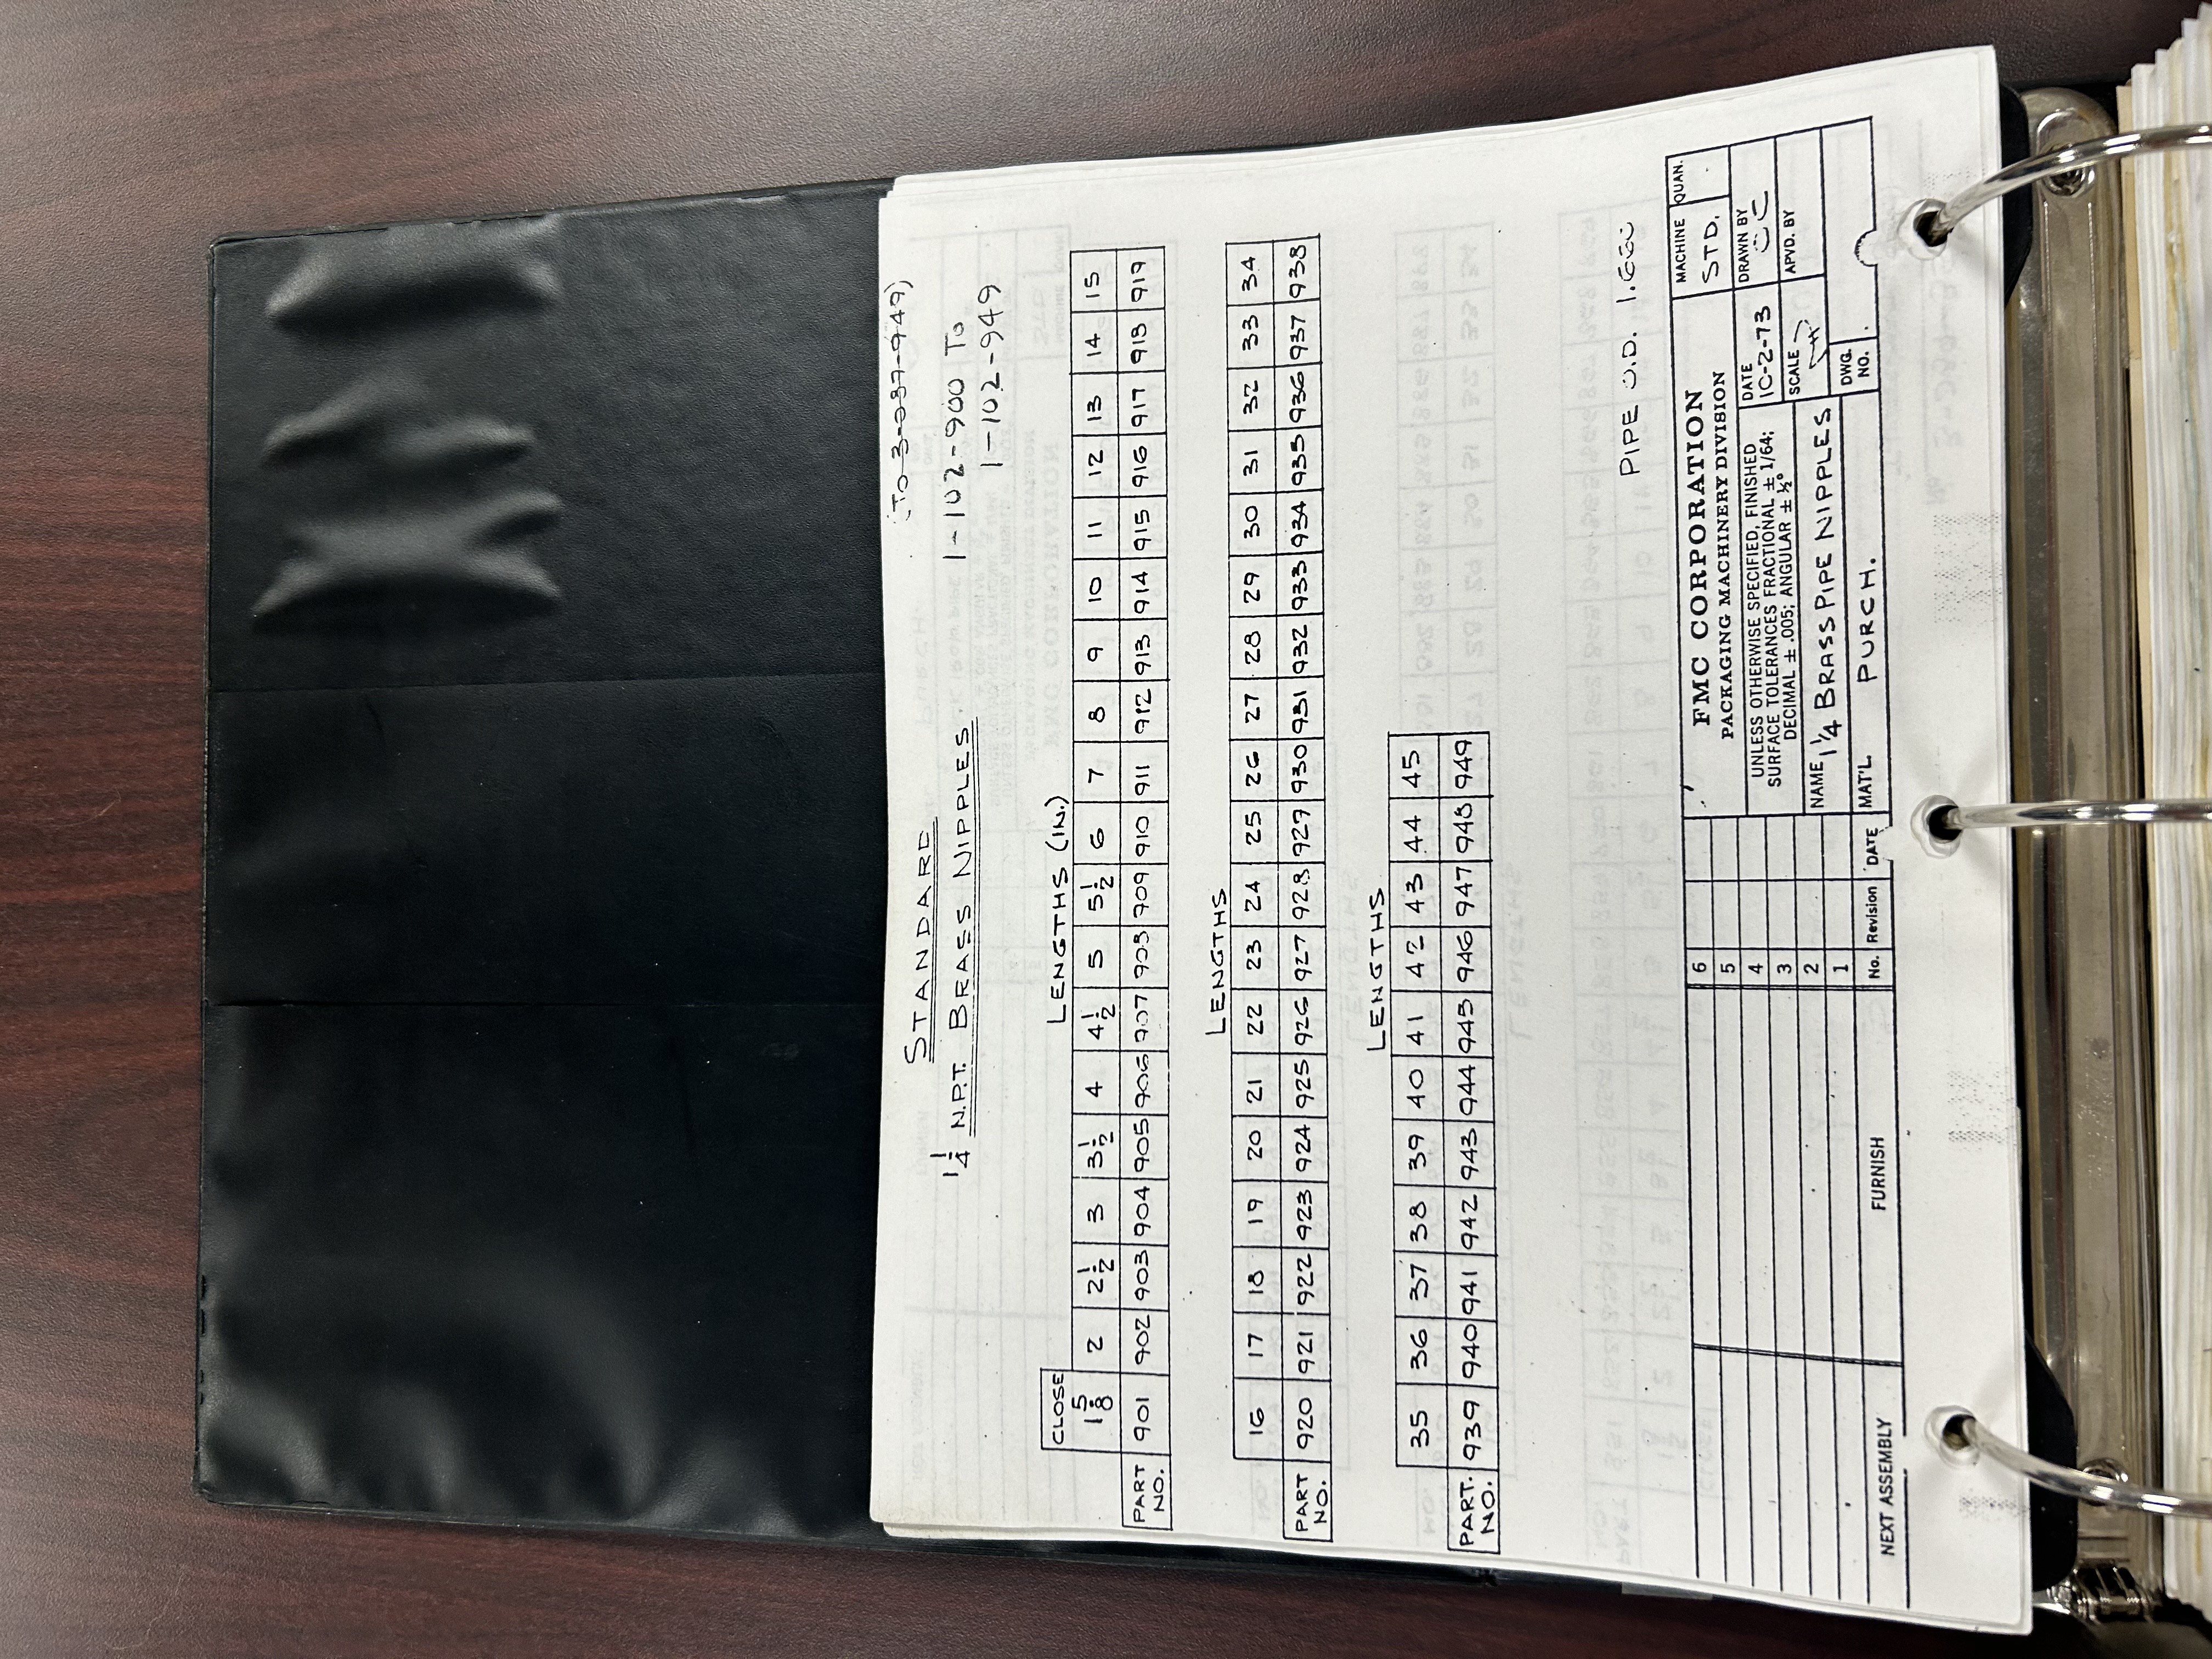 (TO 3-037-949)
STANDARD
1 1/4 N.P.T. BRASS NIPPLES
1-102-900 TO
1-102-949
CLOSE LENGTHS (IN.)
1 5/8 2 2 1/2 3 3 1/2 4 4 1/2 5 5 1/2 6 7 8 9 10 11 12 13 14 15
PART NO. 901 902 903 904 905 906 907 908 909 910 911 912 913 914 915 916 917 918 919
LENGTHS
16 17 18 19 20 21 22 23 24 25 26 27 28 29 30 31 32 33 34
PART NO. 920 921 922 923 924 925 926 927 928 929 930 931 932 933 934 935 936 937 938
LENGTHS
35 36 37 38 39 40 41 42 43 44 45
PART. NO. 939 940 941 942 943 944 945 946 947 948 949
PIPE O.D. 1.660
6
5
4
3
2
1
No. Revision DATE
NEXT ASSEMBLY
FURNISH
FMC CORPORATION
PACKAGING MACHINERY DIVISION
MACHINE
STD.
QUAN.
UNLESS OTHERWISE SPECIFIED, FINISHED
SURFACE TOLERANCES FRACTIONAL ± 1/64;
DECIMAL ± .005; ANGULAR ± ½°
DATE
10-2-73
DRAWN BY
NAME 1 1/4 BRASS PIPE NIPPLES
SCALE
APVD. BY
MAT'L PURCH.
DWG.
NO.